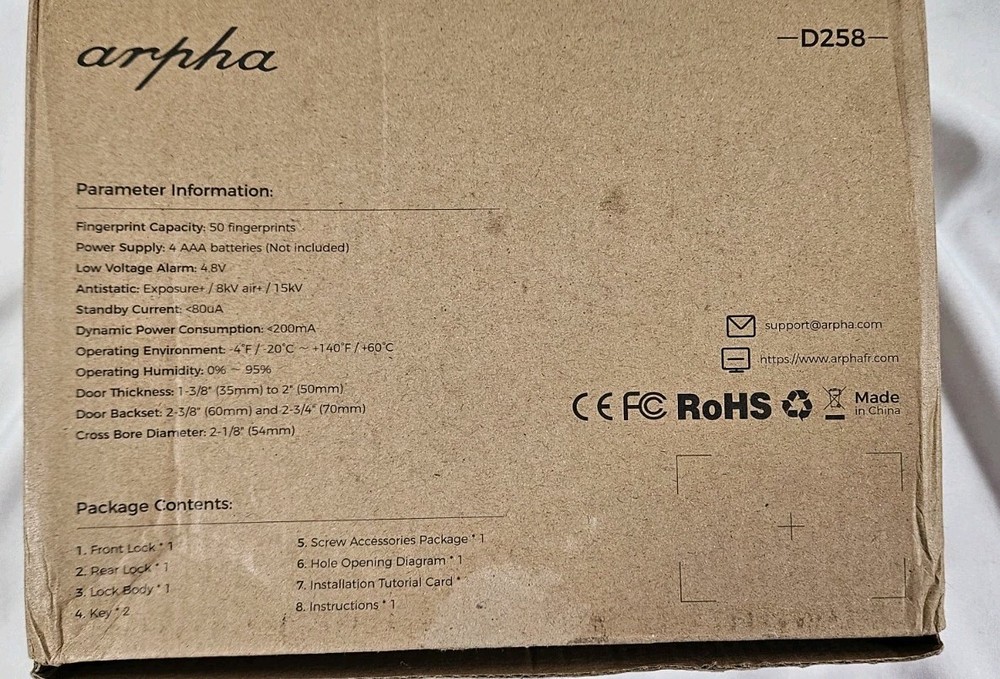 arpha
—D258—
Parameter Information:
Fingerprint Capacity: 50 fingerprints
Power Supply: 4 AAA batteries (Not included)
Low Voltage Alarm: 4.8V
Antistatic: Exposure+ / 8kV air+ / 15kV
Standby Current: <80uA
Dynamic Power Consumption: <200mA
Operating Environment: -4°F / -20°C ~ +140°F / +60°C
Operating Humidity: 0% ~ 95%
Door Thickness: 1-3/8" (35mm) to 2" (50mm)
Door Backset: 2-3/8" (60mm) and 2-3/4" (70mm)
Cross Bore Diameter: 2-1/8" (54mm)
support@arpha.com
https://www.arphafr.com
CE FC RoHS Made
in China
Package Contents:
1. Front Lock * 1
2. Rear Lock * 1
3. Lock Body * 1
4. Key * 2
5. Screw Accessories Package * 1
6. Hole Opening Diagram * 1
7. Installation Tutorial Card *
8. Instructions * 1